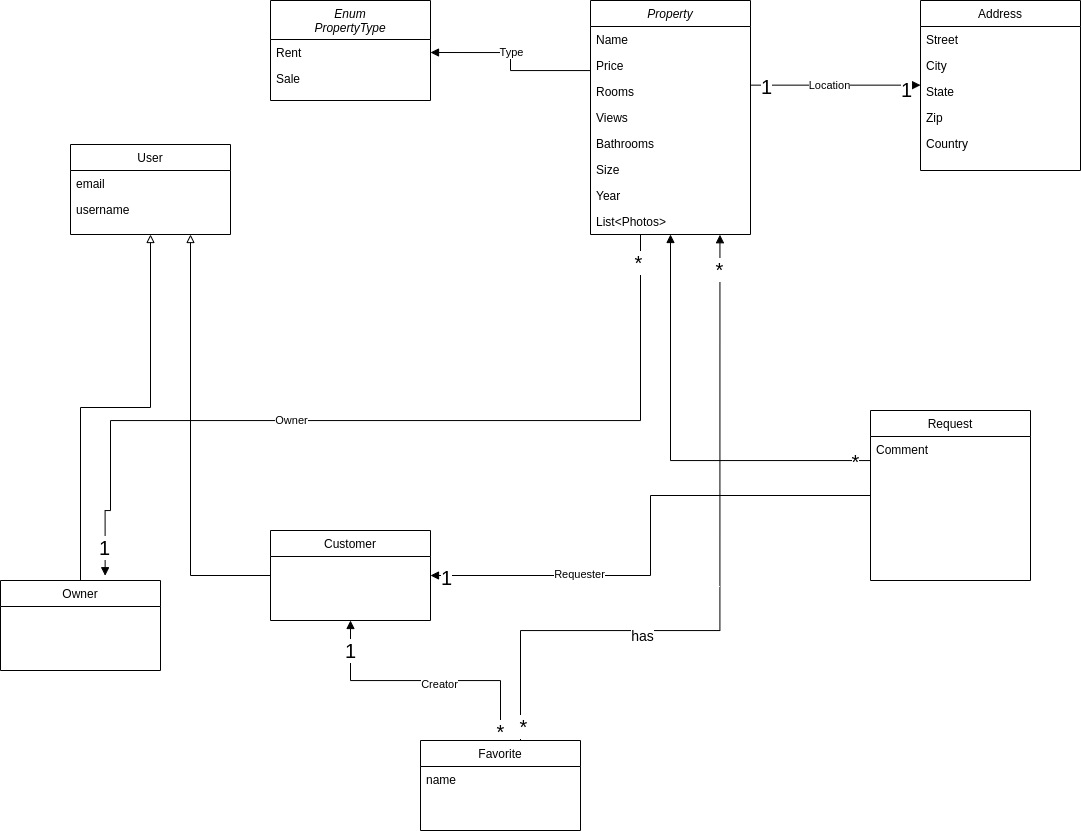 Enum
PropertyType
Rent
Sale
Type
Property
Name
Price
Rooms
Views
Bathrooms
Size
Year
List<Photos>
1
Location
1
Address
Street
City
State
Zip
Country
User
email
username
*
*
Owner
1
Owner
Customer
1
Requester
*
Request
Comment
has
1
Creator
*
*
Favorite
name